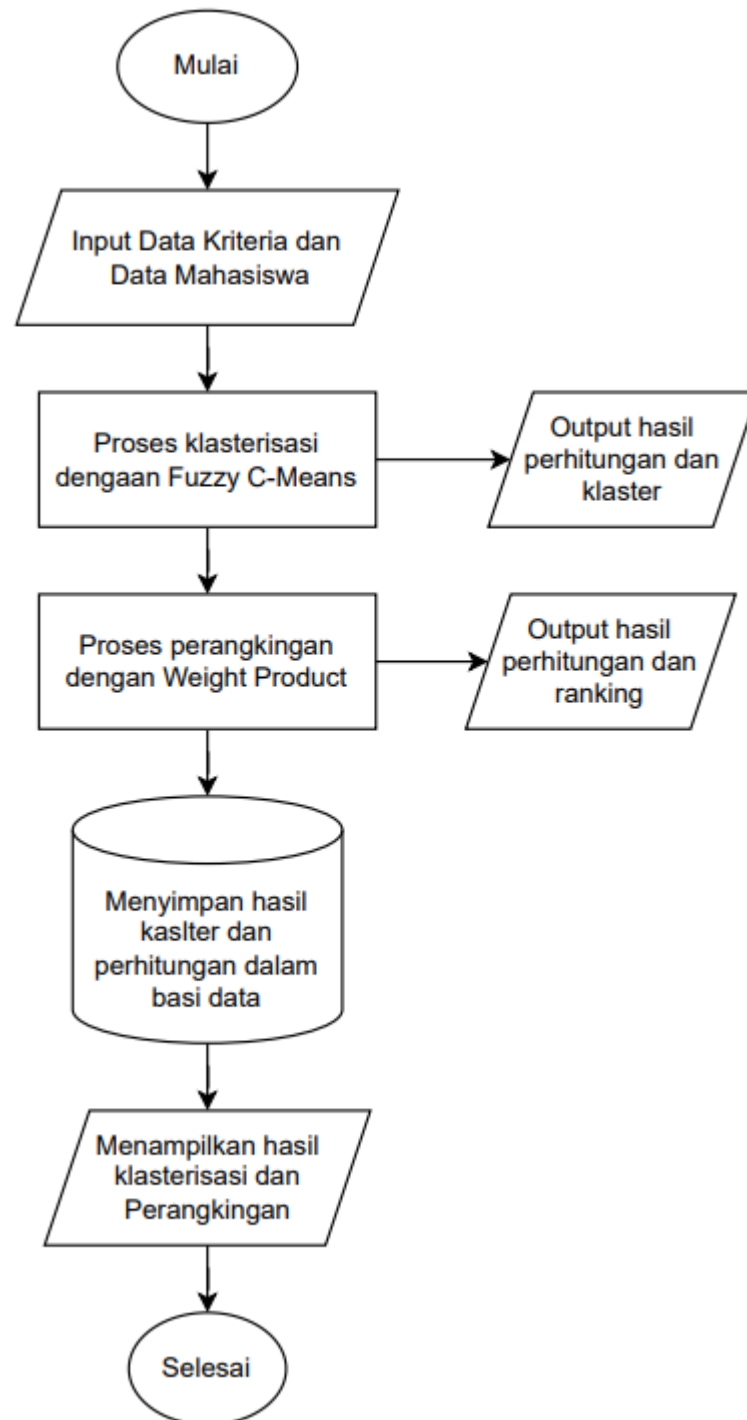 Mulai
Input Data Kriteria dan
Data Mahasiswa
Proses klasterisasi
dengaan Fuzzy C-Means
Output hasil
perhitungan dan
klaster
Proses perangkingan
dengan Weight Product
Output hasil
perhitungan dan
ranking
Menyimpan hasil
kaslter dan
perhitungan dalam
basi data
Menampilkan hasil
klasterisasi dan
Perangkingan
Selesai